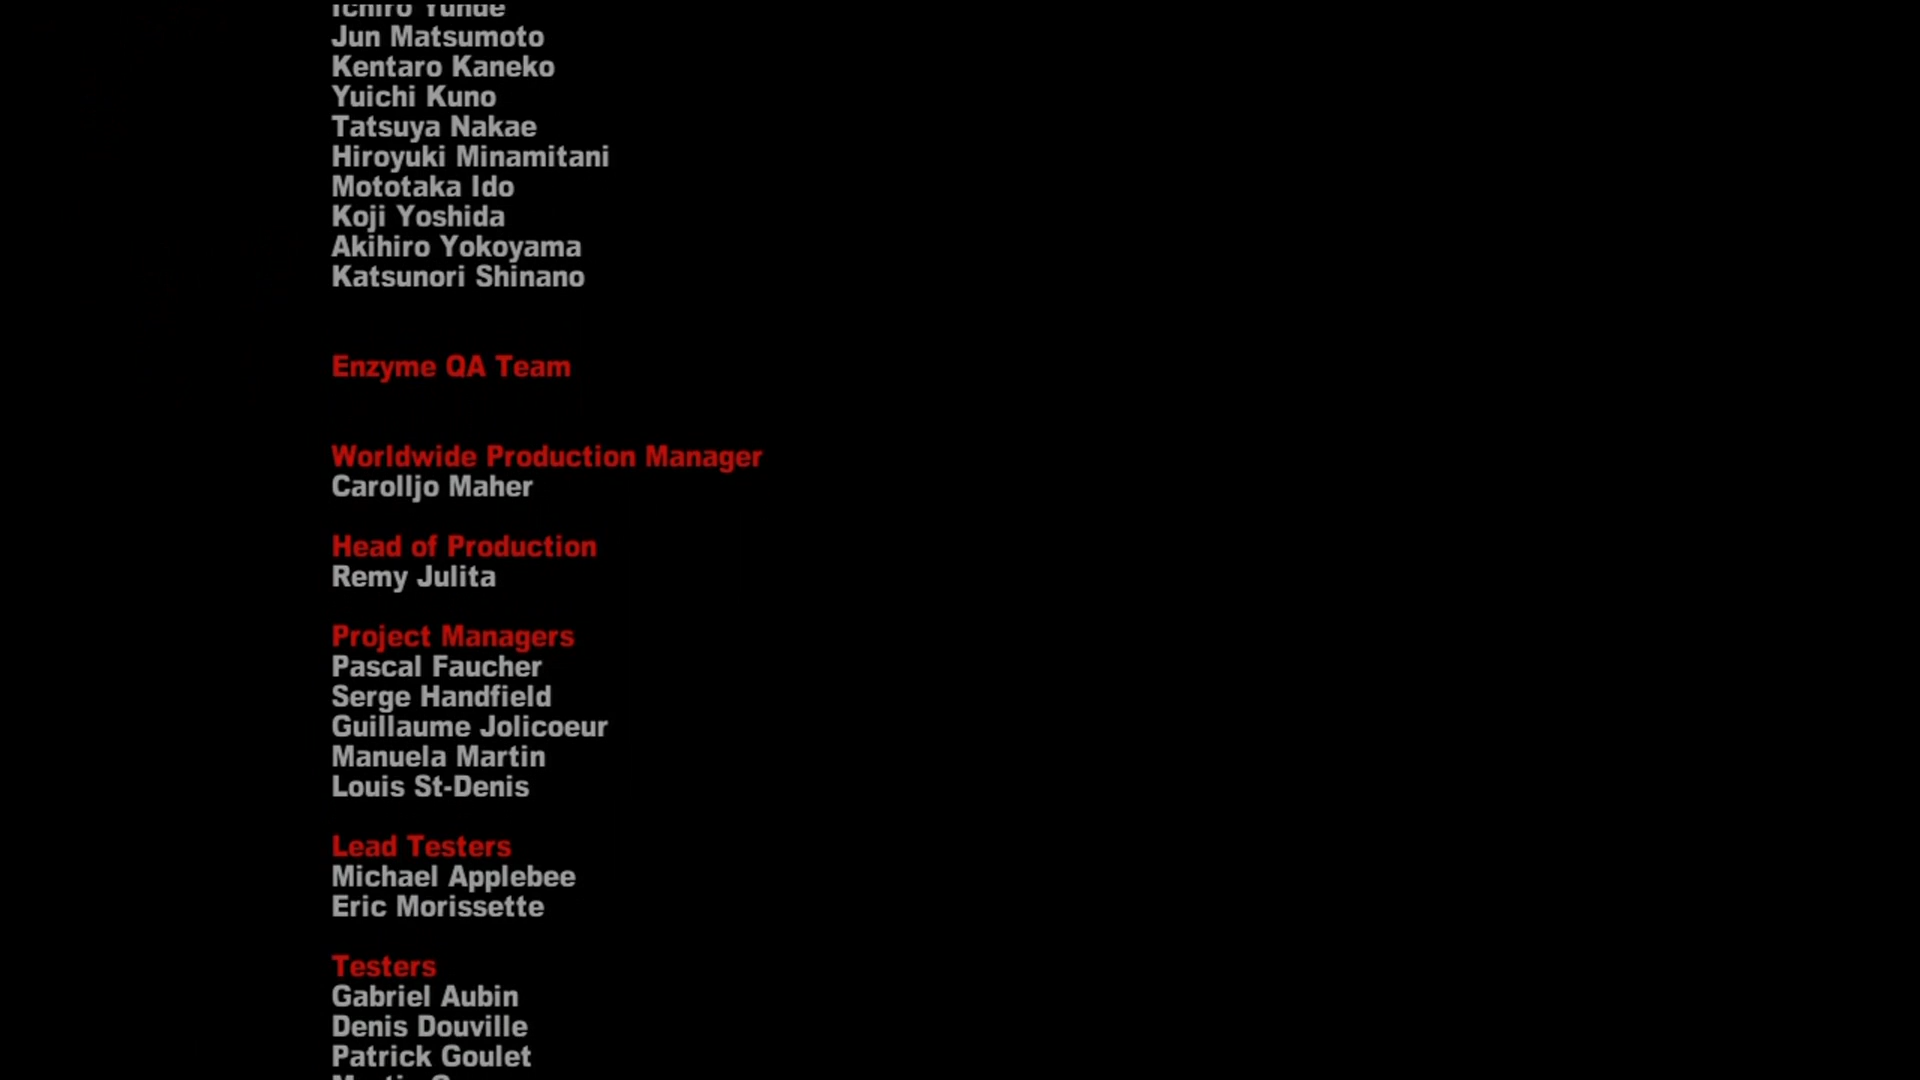 Ichiro Yunde
Jun Matsumoto
Kentaro Kaneko
Yuichi Kuno
Tatsuya Nakae
Hiroyuki Minamitani
Mototaka Ido
Koji Yoshida
Akihiro Yokoyama
Katsunori Shinano
Enzyme QA Team
Worldwide Production Manager
Carolljo Maher
Head of Production
Remy Julita
Project Managers
Pascal Faucher
Serge Handfield
Guillaume Jolicoeur
Manuela Martin
Louis St-Denis
Lead Testers
Michael Applebee
Eric Morissette
Testers
Gabriel Aubin
Denis Douville
Patrick Goulet